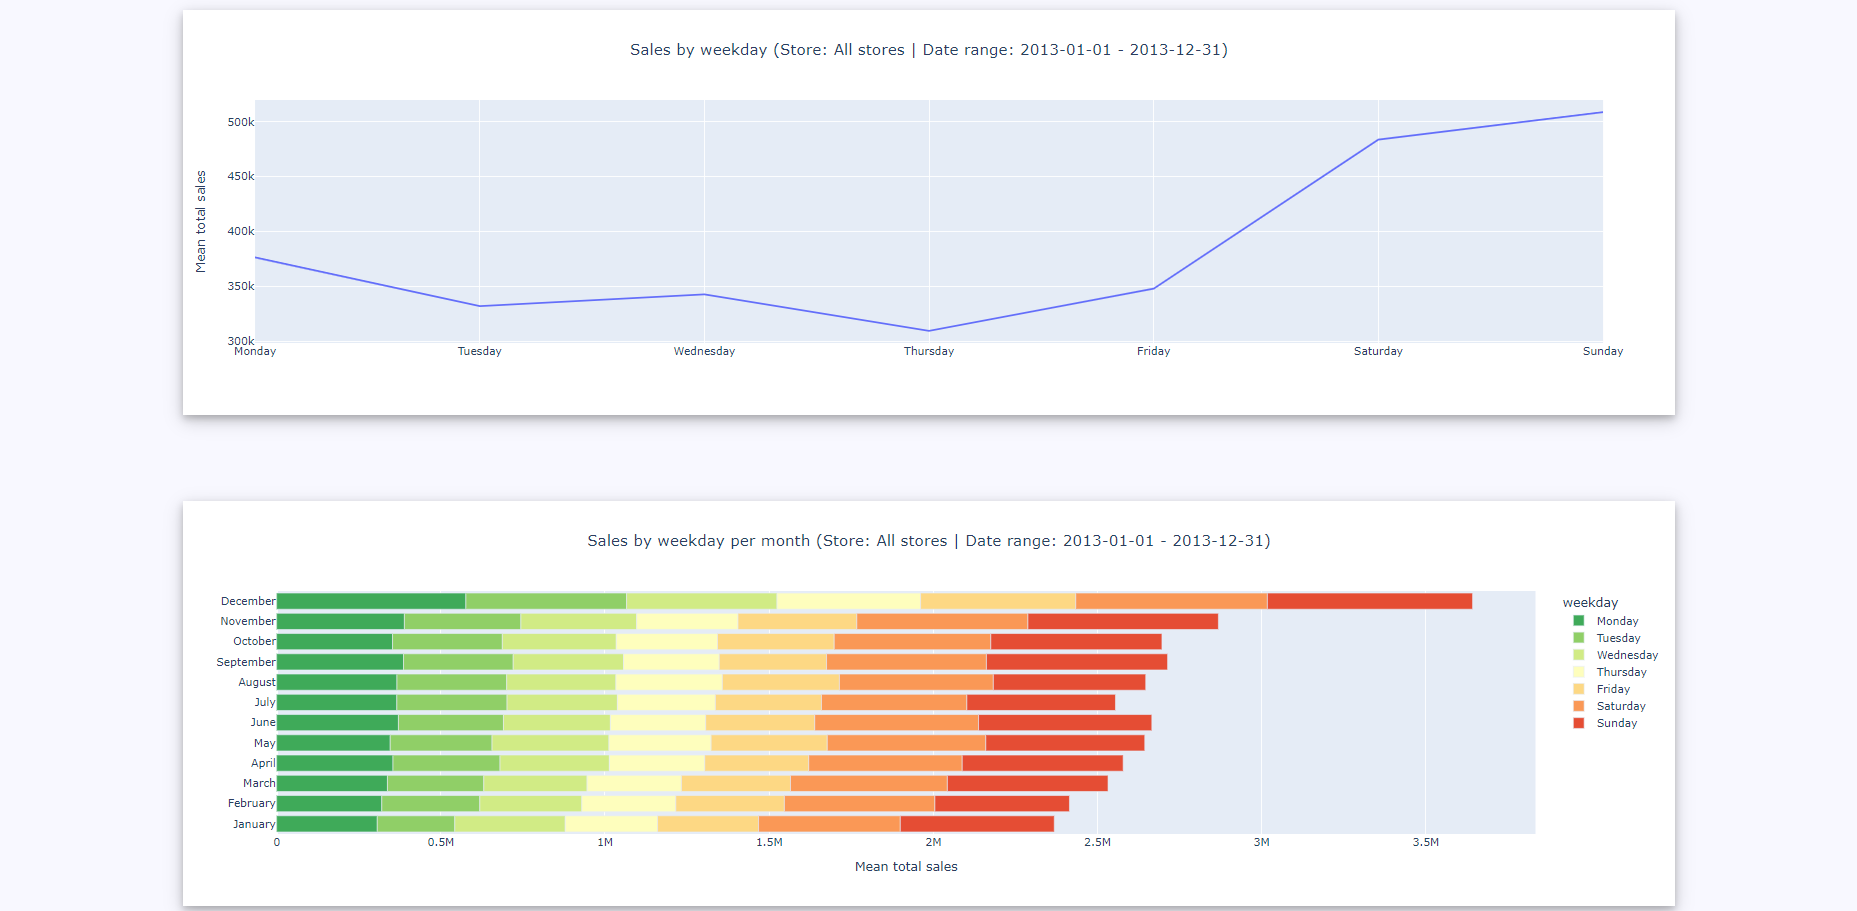 Sales by weekday (Store: All stores | Date range: 2013-01-01 - 2013-12-31)
Mean total sales
500k
450k
400k
350k
300k
Monday Tuesday Wednesday Thursday Friday Saturday Sunday
Sales by weekday per month (Store: All stores | Date range: 2013-01-01 - 2013-12-31)
December
November
October
September
August
July
June
May
April
March
February
January
0 0.5M 1M 1.5M 2M 2.5M 3M 3.5M
Mean total sales
weekday
Monday
Tuesday
Wednesday
Thursday
Friday
Saturday
Sunday